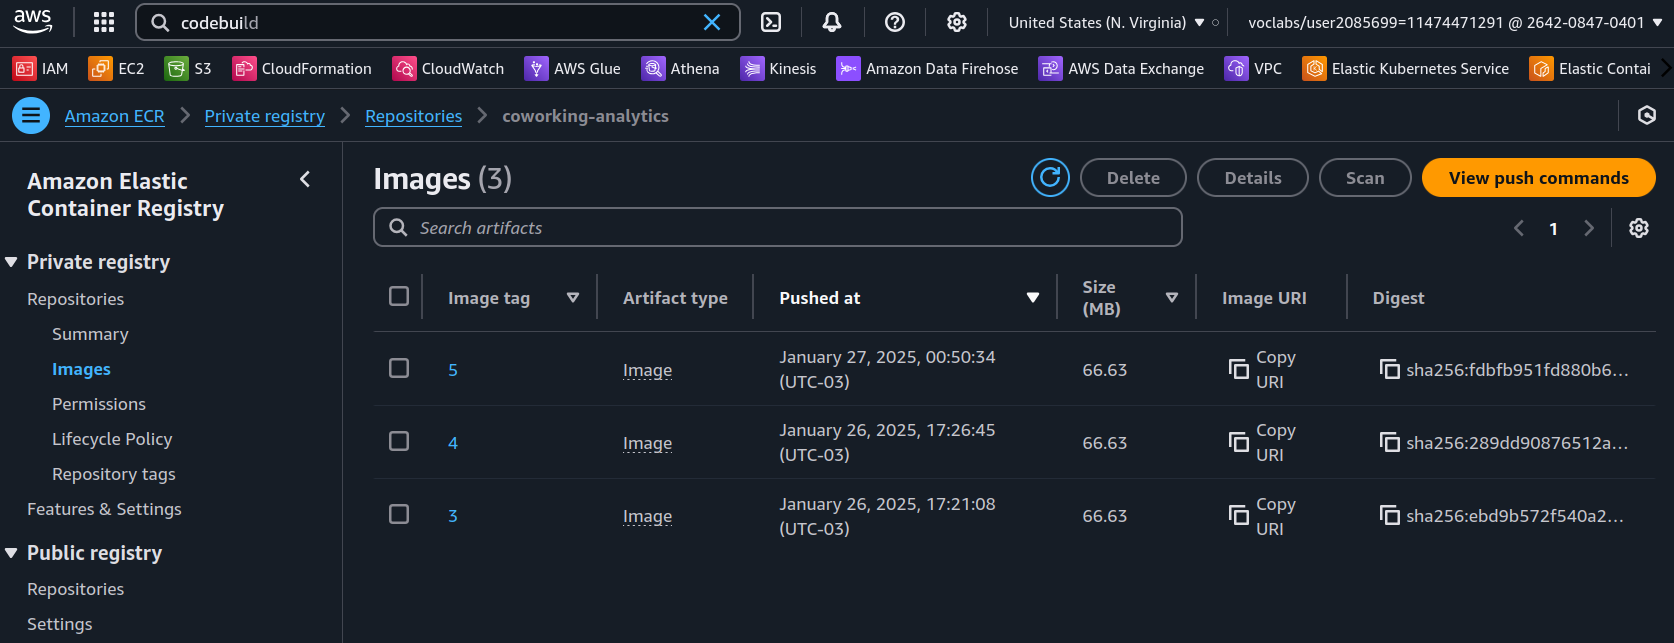 aws
codebuild
United States (N. Virginia)
voclabs/user2085699=11474471291 @ 2642-0847-0401
IAM
EC2
S3
CloudFormation
CloudWatch
AWS Glue
Athena
Kinesis
Amazon Data Firehose
AWS Data Exchange
VPC
Elastic Kubernetes Service
Elastic Contai
Amazon ECR
Private registry
Repositories
coworking-analytics
Amazon Elastic
Container Registry
Private registry
Repositories
Summary
Images
Permissions
Lifecycle Policy
Repository tags
Features & Settings
Public registry
Repositories
Settings
Images (3)
Delete
Details
Scan
View push commands
Search artifacts
1
Image tag
Artifact type
Pushed at
Size
(MB)
Image URI
Digest
5
Image
January 27, 2025, 00:50:34
(UTC-03)
66.63
Copy
URI
sha256:fdbfb951fd880b6...
4
Image
January 26, 2025, 17:26:45
(UTC-03)
66.63
Copy
URI
sha256:289dd90876512a...
3
Image
January 26, 2025, 17:21:08
(UTC-03)
66.63
Copy
URI
sha256:ebd9b572f540a2...